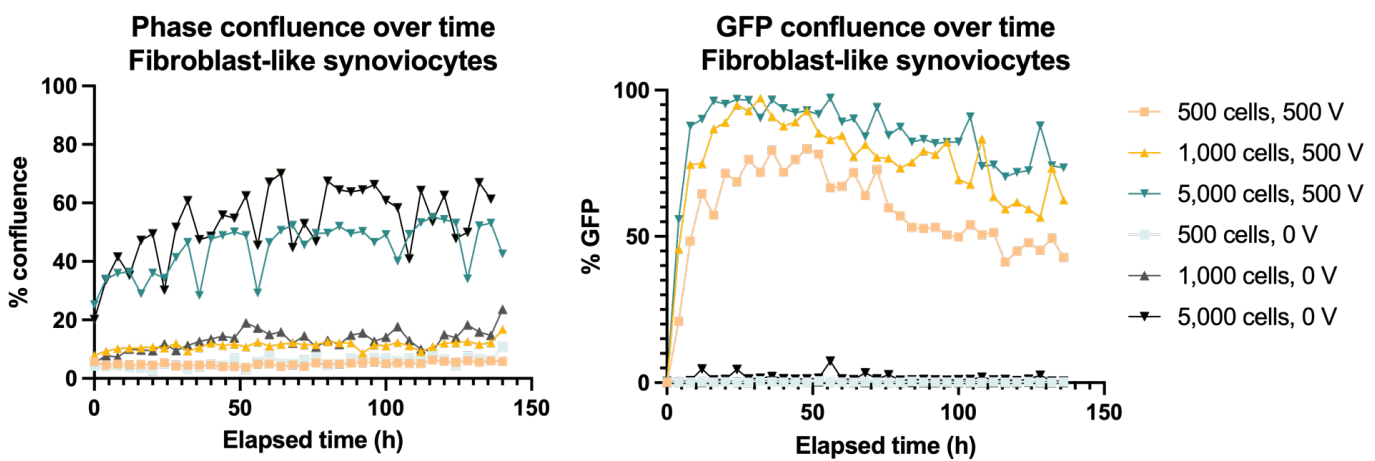 Phase confluence over time
Fibroblast-like synoviocytes
% confluence
100
80
60
40
20
0
0
50
100
150
Elapsed time (h)
GFP confluence over time
Fibroblast-like synoviocytes
% GFP
100
50
0
0
50
100
150
Elapsed time (h)
500 cells, 500 V
1,000 cells, 500 V
5,000 cells, 500 V
500 cells, 0 V
1,000 cells, 0 V
5,000 cells, 0 V